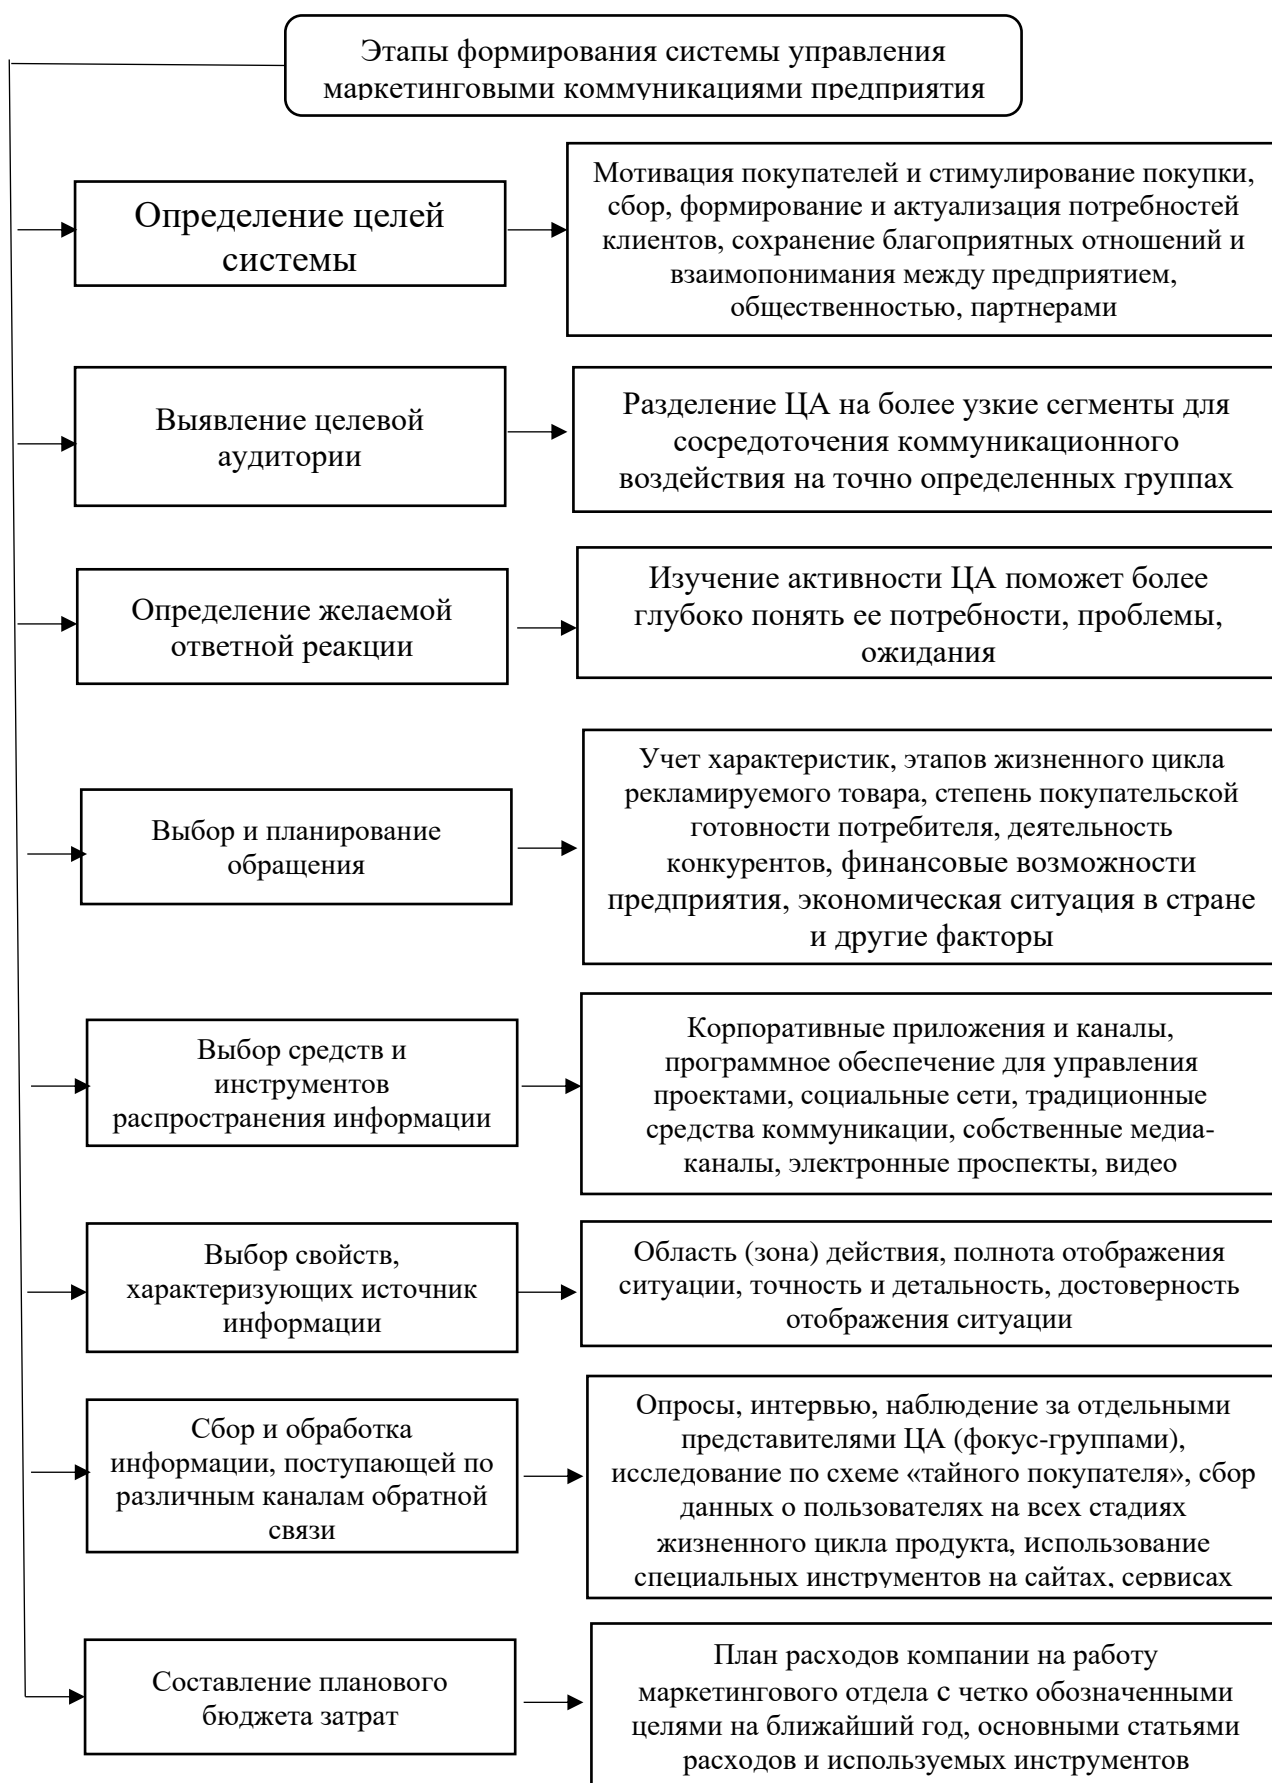 Этапы формирования системы управления
маркетинговыми коммуникациями предприятия
Определение целей
системы
Мотивация покупателей и стимулирование покупки,
сбор, формирование и актуализация потребностей
клиентов, сохранение благоприятных отношений и
взаимопонимания между предприятием,
общественностью, партнерами
Выявление целевой
аудитории
Разделение ЦА на более узкие сегменты для
сосредоточения коммуникационного
воздействия на точно определенных группах
Определение желаемой
ответной реакции
Изучение активности ЦА поможет более
глубоко понять ее потребности, проблемы,
ожидания
Выбор и планирование
обращения
Учет характеристик, этапов жизненного цикла
рекламируемого товара, степень покупательской
готовности потребителя, деятельность
конкурентов, финансовые возможности
предприятия, экономическая ситуация в стране
и другие факторы
Выбор средств и
инструментов
распространения информации
Корпоративные приложения и каналы,
программное обеспечение для управления
проектами, социальные сети, традиционные
средства коммуникации, собственные медиа-
каналы, электронные проспекты, видео
Выбор свойств,
характеризующих источник
информации
Область (зона) действия, полнота отображения
ситуации, точность и детальность, достоверность
отображения ситуации
Сбор и обработка
информации, поступающей по
различным каналам обратной
связи
Опросы, интервью, наблюдение за отдельными
представителями ЦА (фокус-группами),
исследование по схеме «тайного покупателя», сбор
данных о пользователях на всех стадиях
жизненного цикла продукта, использование
специальных инструментов на сайтах, сервисах
Составление планового
бюджета затрат
План расходов компании на работу
маркетингового отдела с четко обозначенными
целями на ближайший год, основными статьями
расходов и используемых инструментов